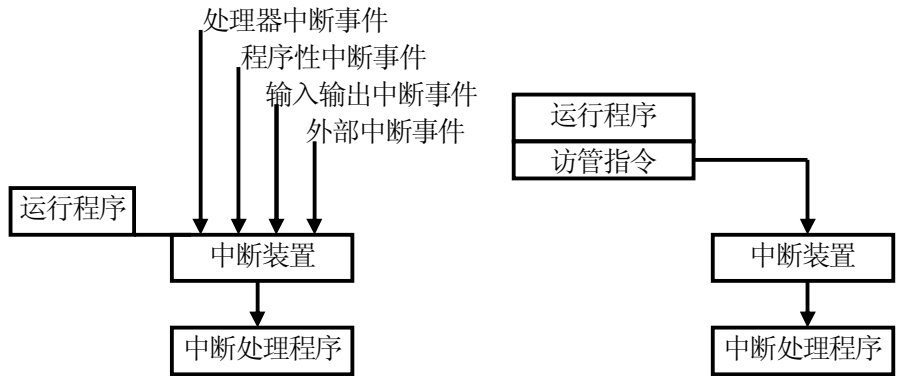 处理器中断事件
程序性中断事件
输入输出中断事件
外部中断事件
运行程序
中断装置
中断处理程序
运行程序
访管指令
中断装置
中断处理程序